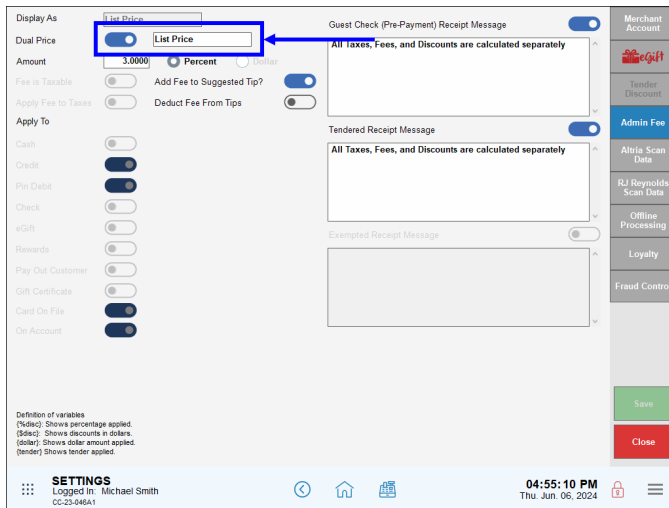 Display As
List Price
Dual Price
List Price
Amount
3.0000
Percent
Dollar
Fee is Taxable
Add Fee to Suggested Tip?
Apply Fee to Taxes
Deduct Fee From Tips
Apply To
Cash
Credit
Pin Debit
Check
eGift
Rewards
Pay Out Customer
Gift Certificate
Card On File
On Account
Definition of variables
{%disc}: Shows percentage applied.
{$disc}: Shows discounts in dollars.
{dollar}: Shows dollar amount applied.
{tender} Shows tender applied.
Guest Check (Pre-Payment) Receipt Message
All Taxes, Fees, and Discounts are calculated separately
Tendered Receipt Message
All Taxes, Fees, and Discounts are calculated separately
Exempted Receipt Message
Merchant
Account
eGift
Tender
Discount
Admin Fee
Altria Scan
Data
RJ Reynolds
Scan Data
Offline
Processing
Loyalty
Fraud Contro
Save
Close
SETTINGS
Logged In: Michael Smith
CC-23-046A1
04:55:10 PM
Thu. Jun. 06, 2024